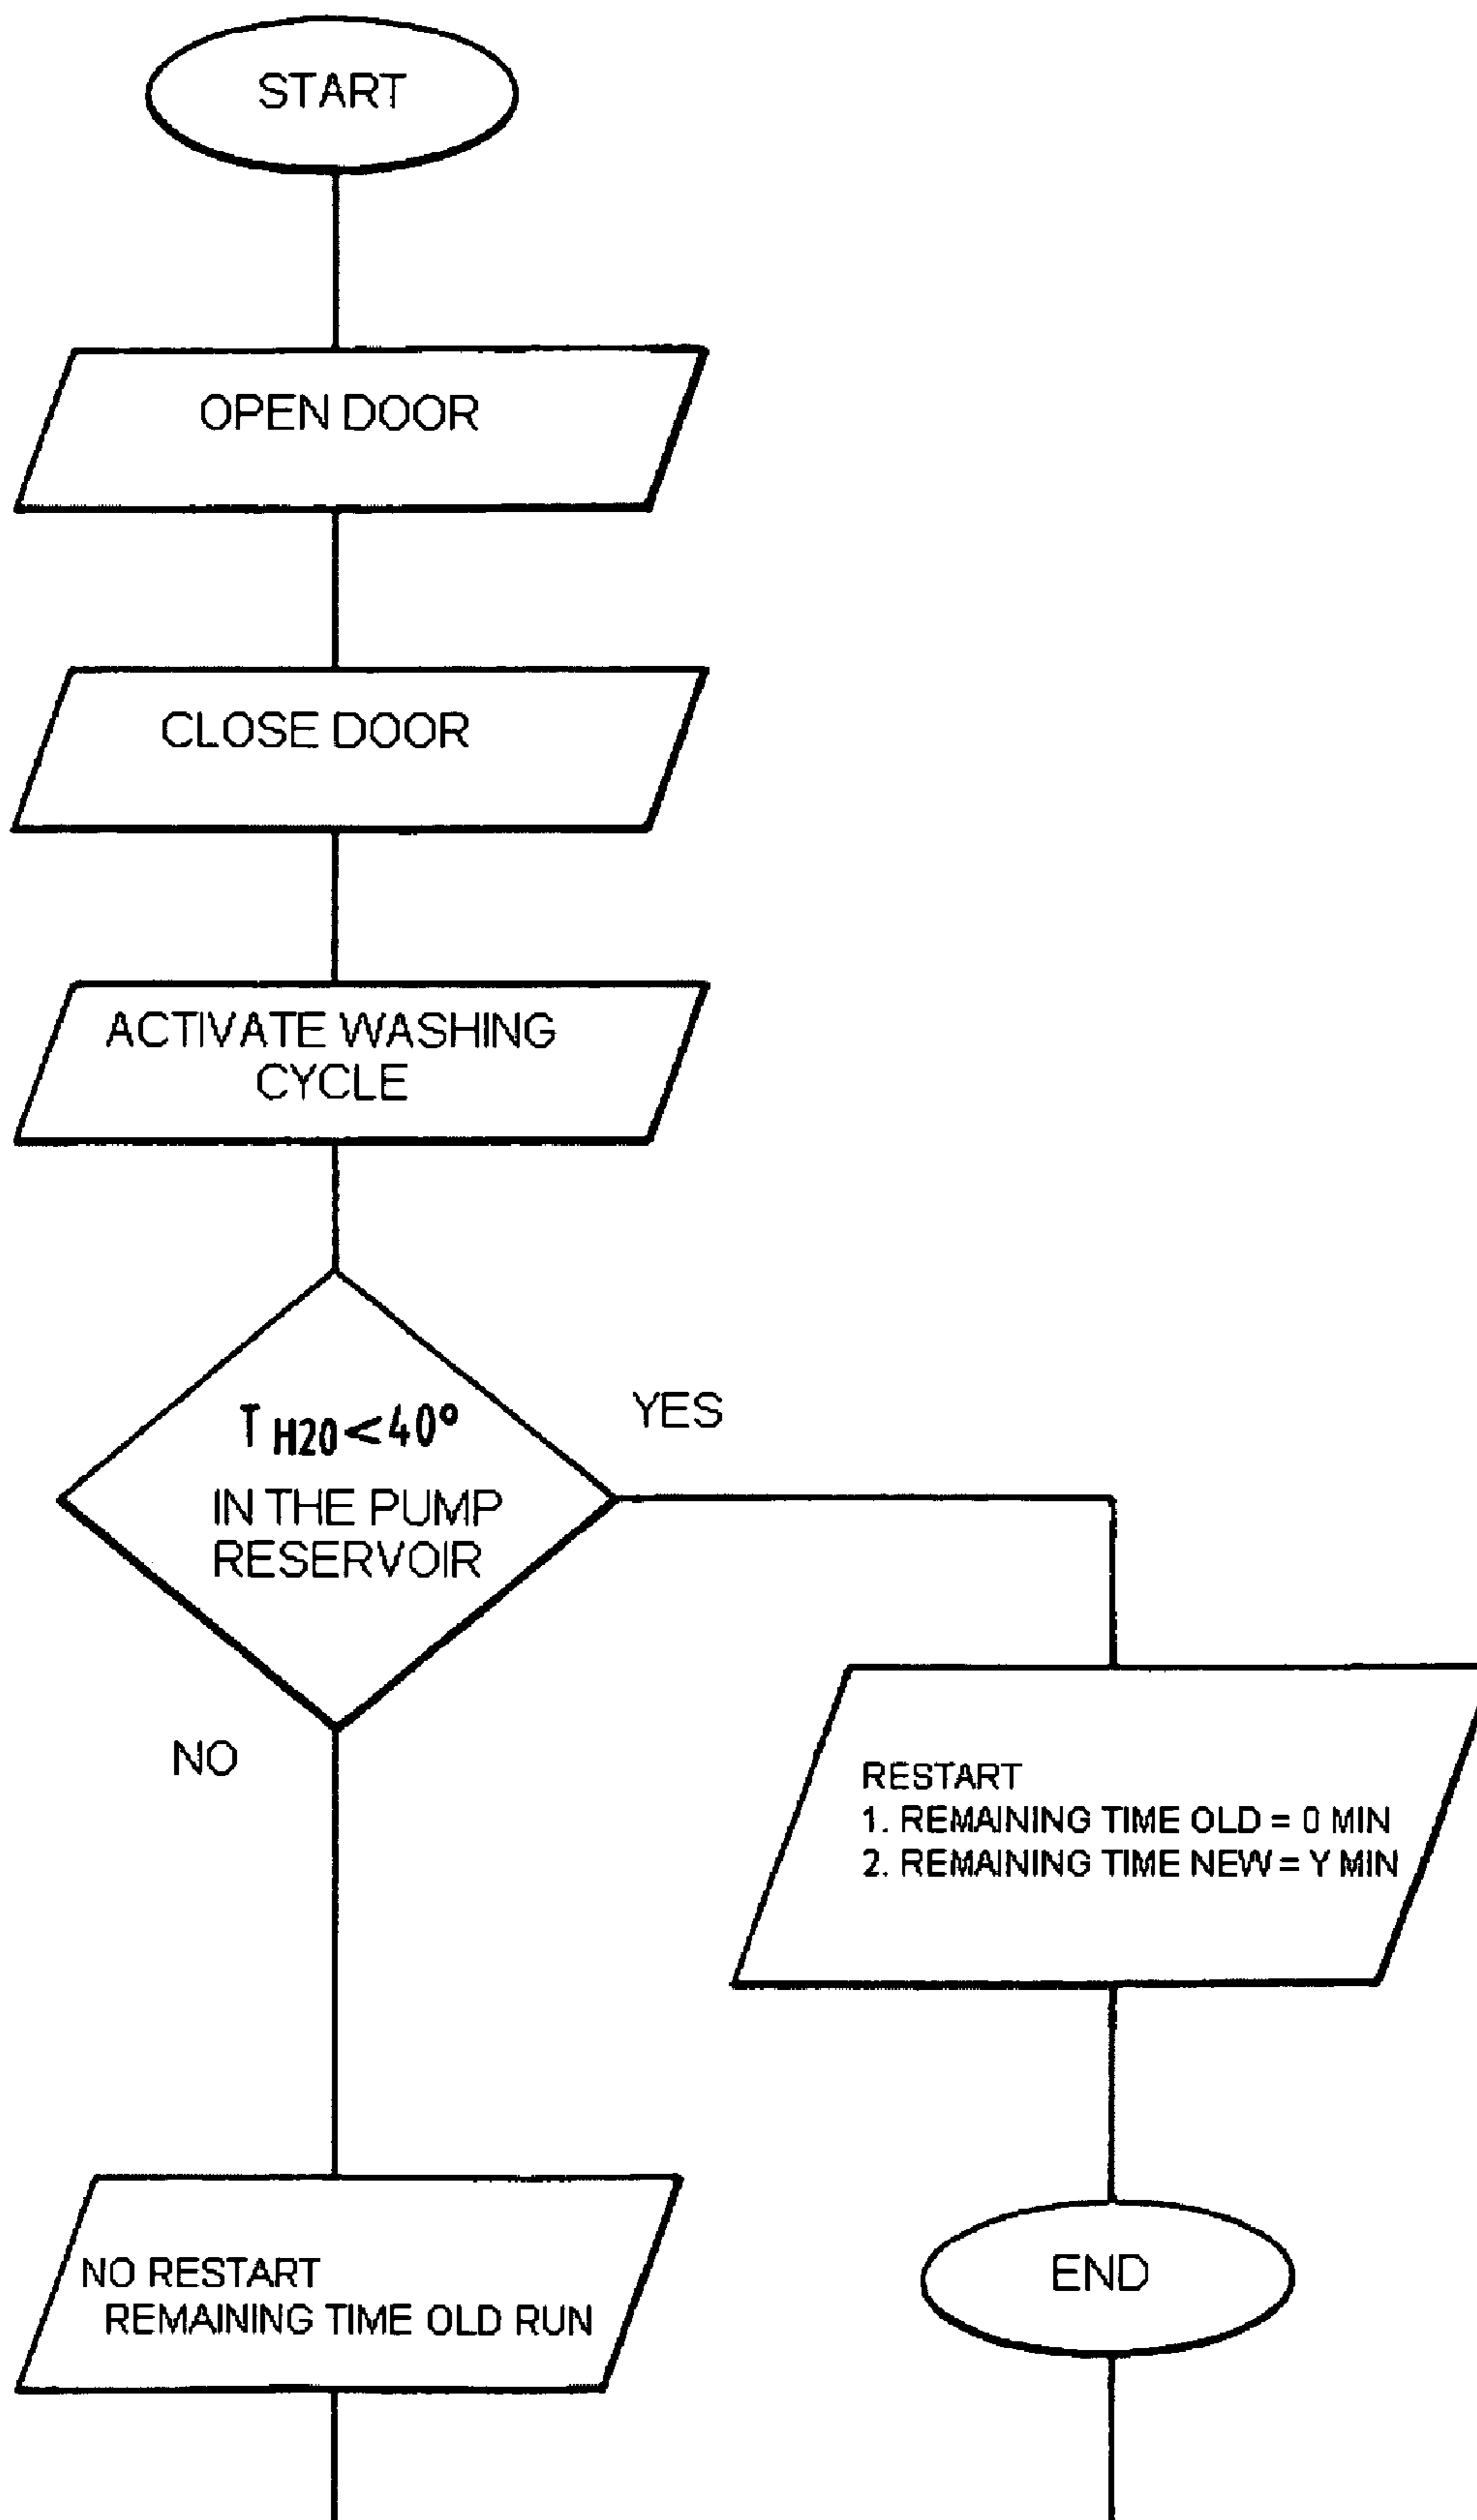 START
OPEN DOOR
CLOSE DOOR
ACTIVATE WASHING
CYCLE
T H20 < 40°
IN THE PUMP
RESERVOIR
YES
NO
RESTART
1. REMAINING TIME OLD = 0 MIN
2. REMAINING TIME NEW = Y MIN
NO RESTART
REMAINING TIME OLD RUN
END